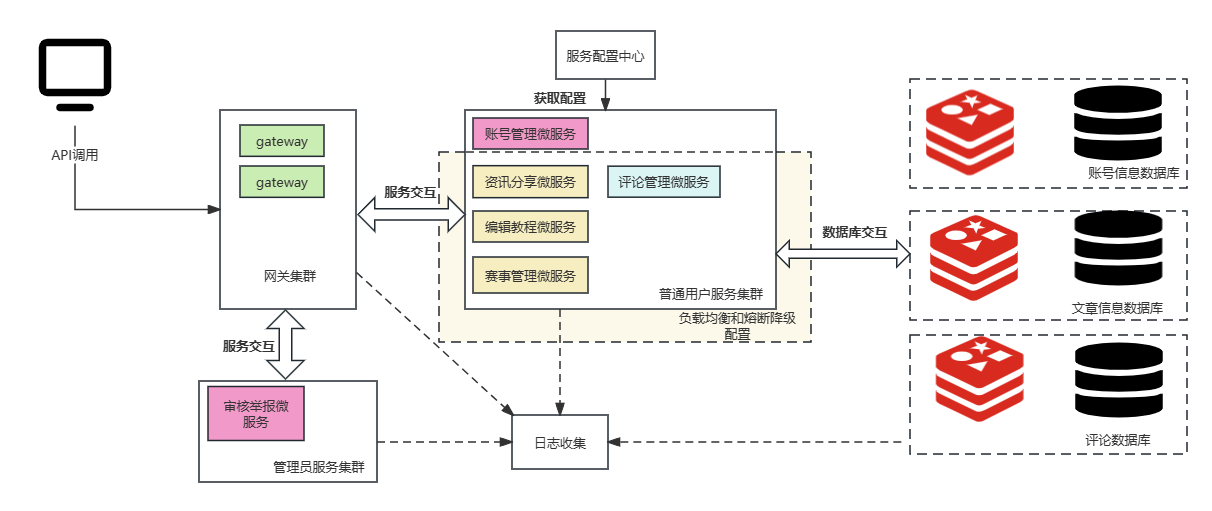 服务配置中心
获取配置
API调用
gateway
gateway
网关集群
服务交互
账号管理微服务
资讯分享微服务
评论管理微服务
编辑教程微服务
赛事管理微服务
普通用户服务集群
负载均衡和熔断降级
配置
数据库交互
账号信息数据库
文章信息数据库
评论数据库
服务交互
审核举报微
服务
管理员服务集群
日志收集